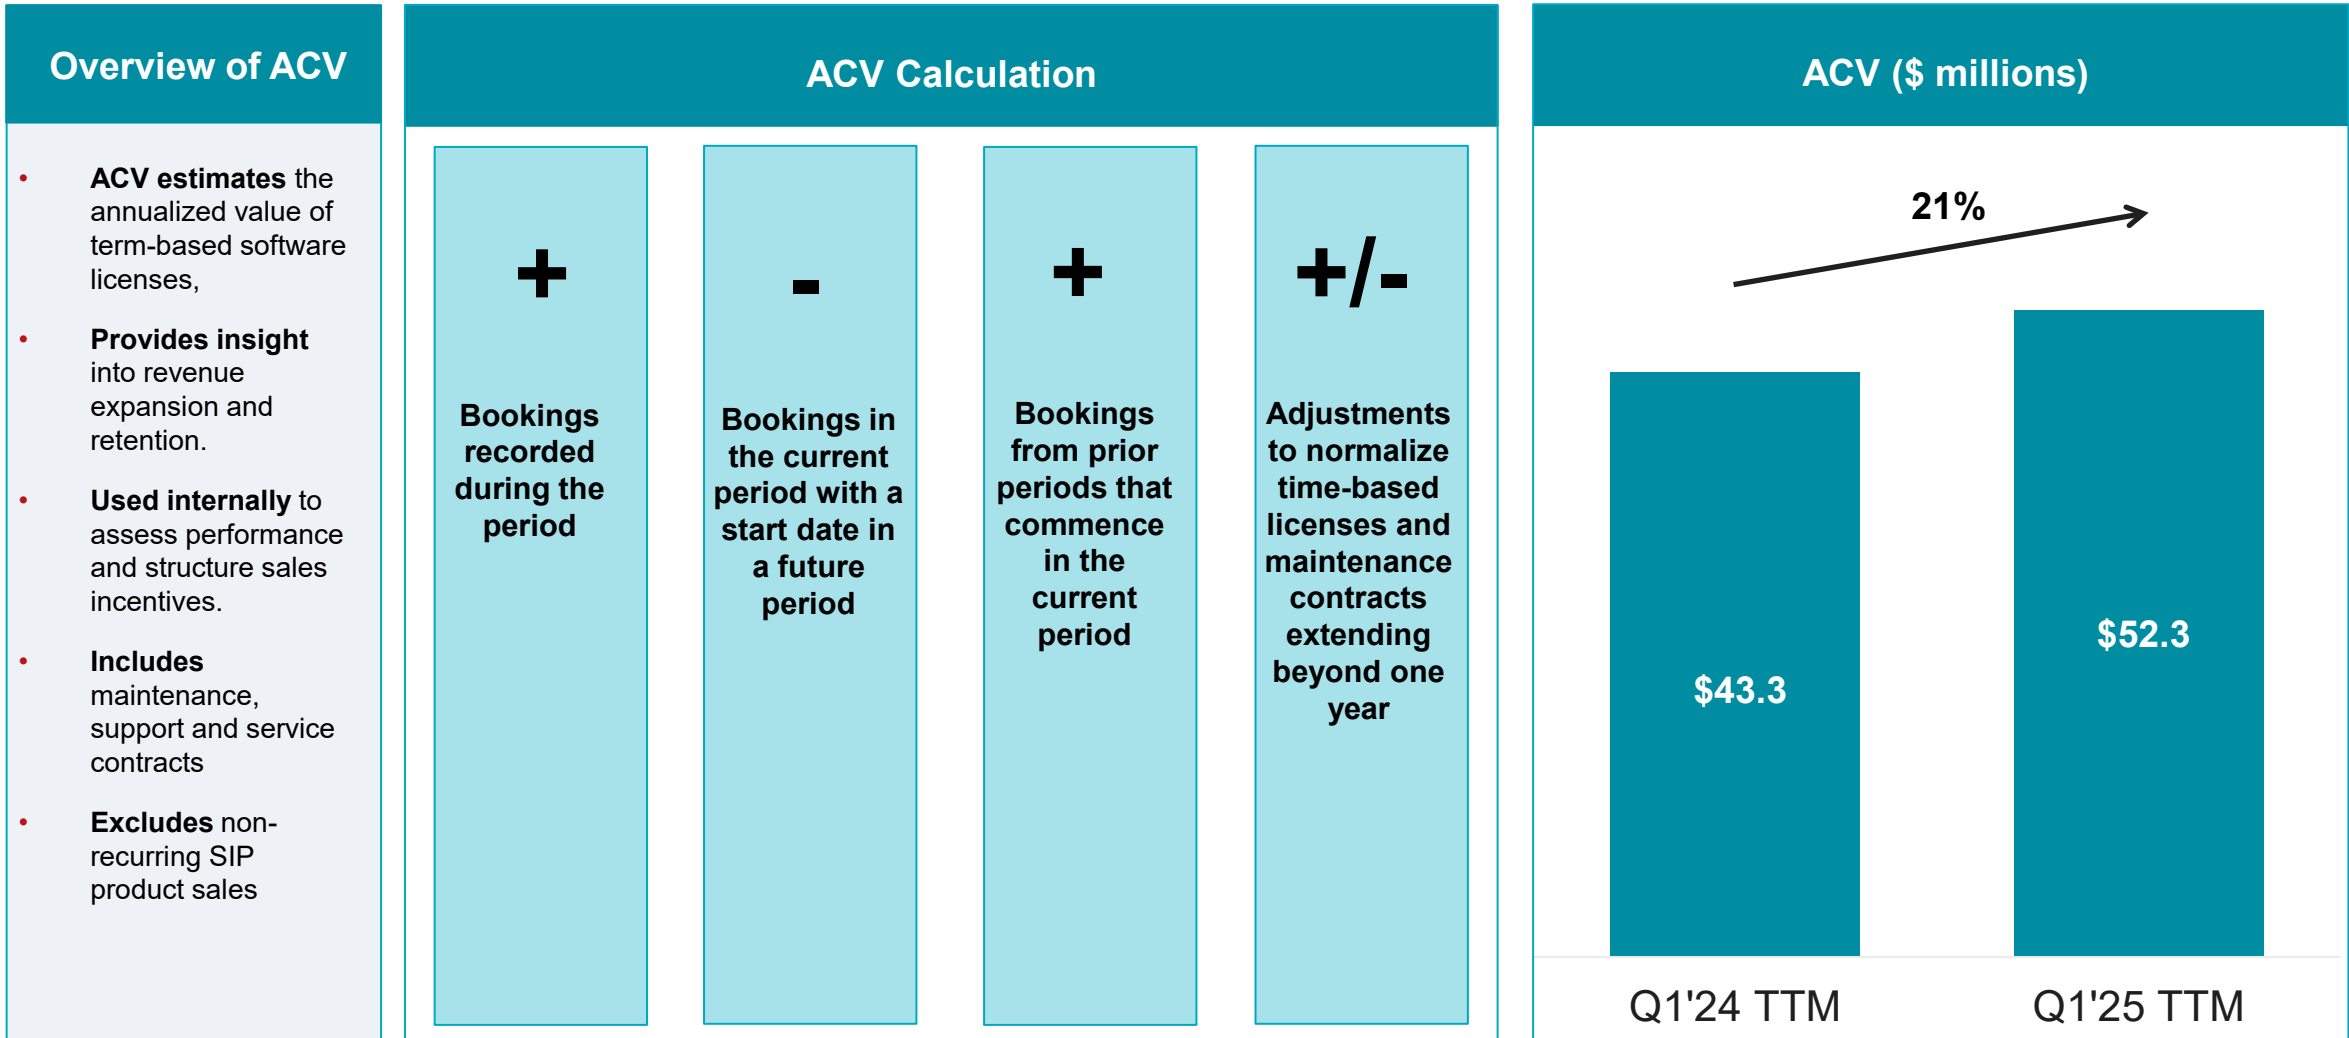 Overview of ACV
• ACV estimates the
annualized value of
term-based software
licenses,
• Provides insight
into revenue
expansion and
retention.
• Used internally to
assess performance
and structure sales
incentives.
• Includes
maintenance,
support and service
contracts
• Excludes non-
recurring SIP
product sales
ACV Calculation
+
Bookings
recorded
during the
period
-
Bookings in
the current
period with a
start date in
a future
period
+
Bookings
from prior
periods that
commence
in the
current
period
+/-
Adjustments
to normalize
time-based
licenses and
maintenance
contracts
extending
beyond one
year
ACV ($ millions)
21%
$43.3
$52.3
Q1'24 TTM
Q1'25 TTM